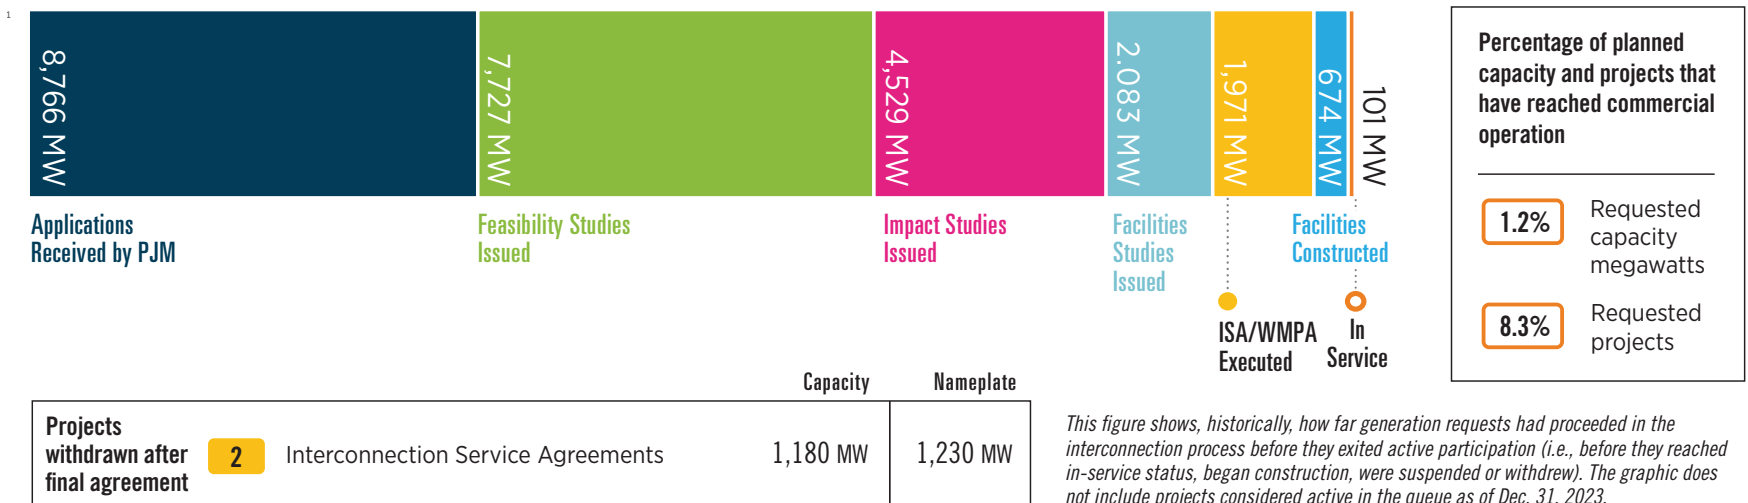 1
8,766 MW
7,727 MW
4,529 MW
2.083 MW
1,971 MW
674 MW
101 MW
Applications
Received by PJM
Feasibility Studies
Issued
Impact Studies
Issued
Facilities
Studies
Issued
Facilities
Constructed
ISA/WMPA
Executed
In
Service
Percentage of planned
capacity and projects that
have reached commercial
operation
1.2%
Requested
capacity
megawatts
8.3%
Requested
projects
Capacity
Nameplate
Projects
withdrawn after
final agreement
2
Interconnection Service Agreements
1,180 MW
1,230 MW
This figure shows, historically, how far generation requests had proceeded in the
interconnection process before they exited active participation (i.e., before they reached
in-service status, began construction, were suspended or withdrew). The graphic does
not include projects considered active in the queue as of Dec. 31, 2023.